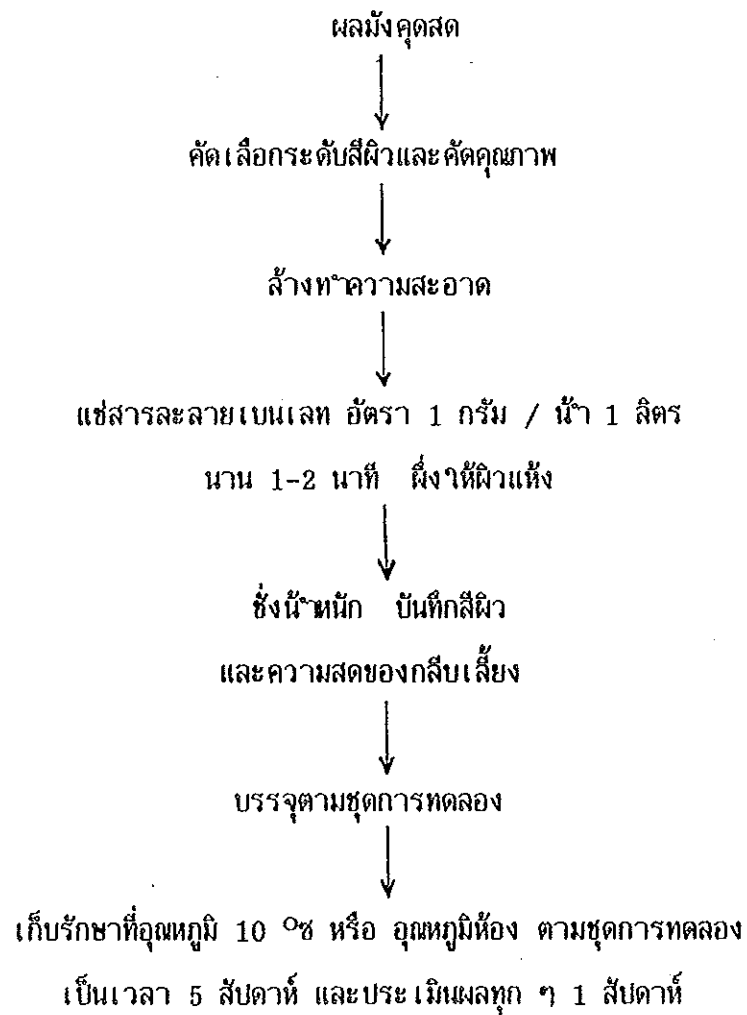 ผลมังคุดสด
คัดเลือกระดับสีผิวและคัดคุณภาพ
ล้างทำความสะอาด
แช่สารละลายเบนเลท อัตรา 1 กรัม / น้ำ 1 ลิตร
นาน 1-2 นาที ผึ่งให้ผิวแห้ง
ชั่งน้ำหนัก บันทึกสีผิว
และความสดของกลีบเลี้ยง
บรรจุตามชุดการทดลอง
เก็บรักษาที่อุณหภูมิ 10 °ซ หรือ อุณหภูมิห้อง ตามชุดการทดลอง
เป็นเวลา 5 สัปดาห์ และประเมินผลทุก ๆ 1 สัปดาห์